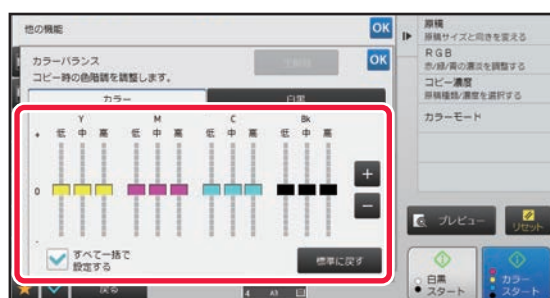 他の機能
OK
カラーバランス
OK
コピー時の色階調を調整します。
カラー
白黒
Y M C Bk
+ 低 中 高 低 中 高 低 中 高 低 中 高
0
+
-
-
すべて一括で
設定する
標準に戻す
戻る
4 A3
原稿
原稿サイズと向きを変える
RGB
赤/緑/青の濃淡を調整する
コピー濃度
原稿種類/濃度を選択する
カラーモード
プレビュー
リセット
白黒
スタート
カラー
スタート